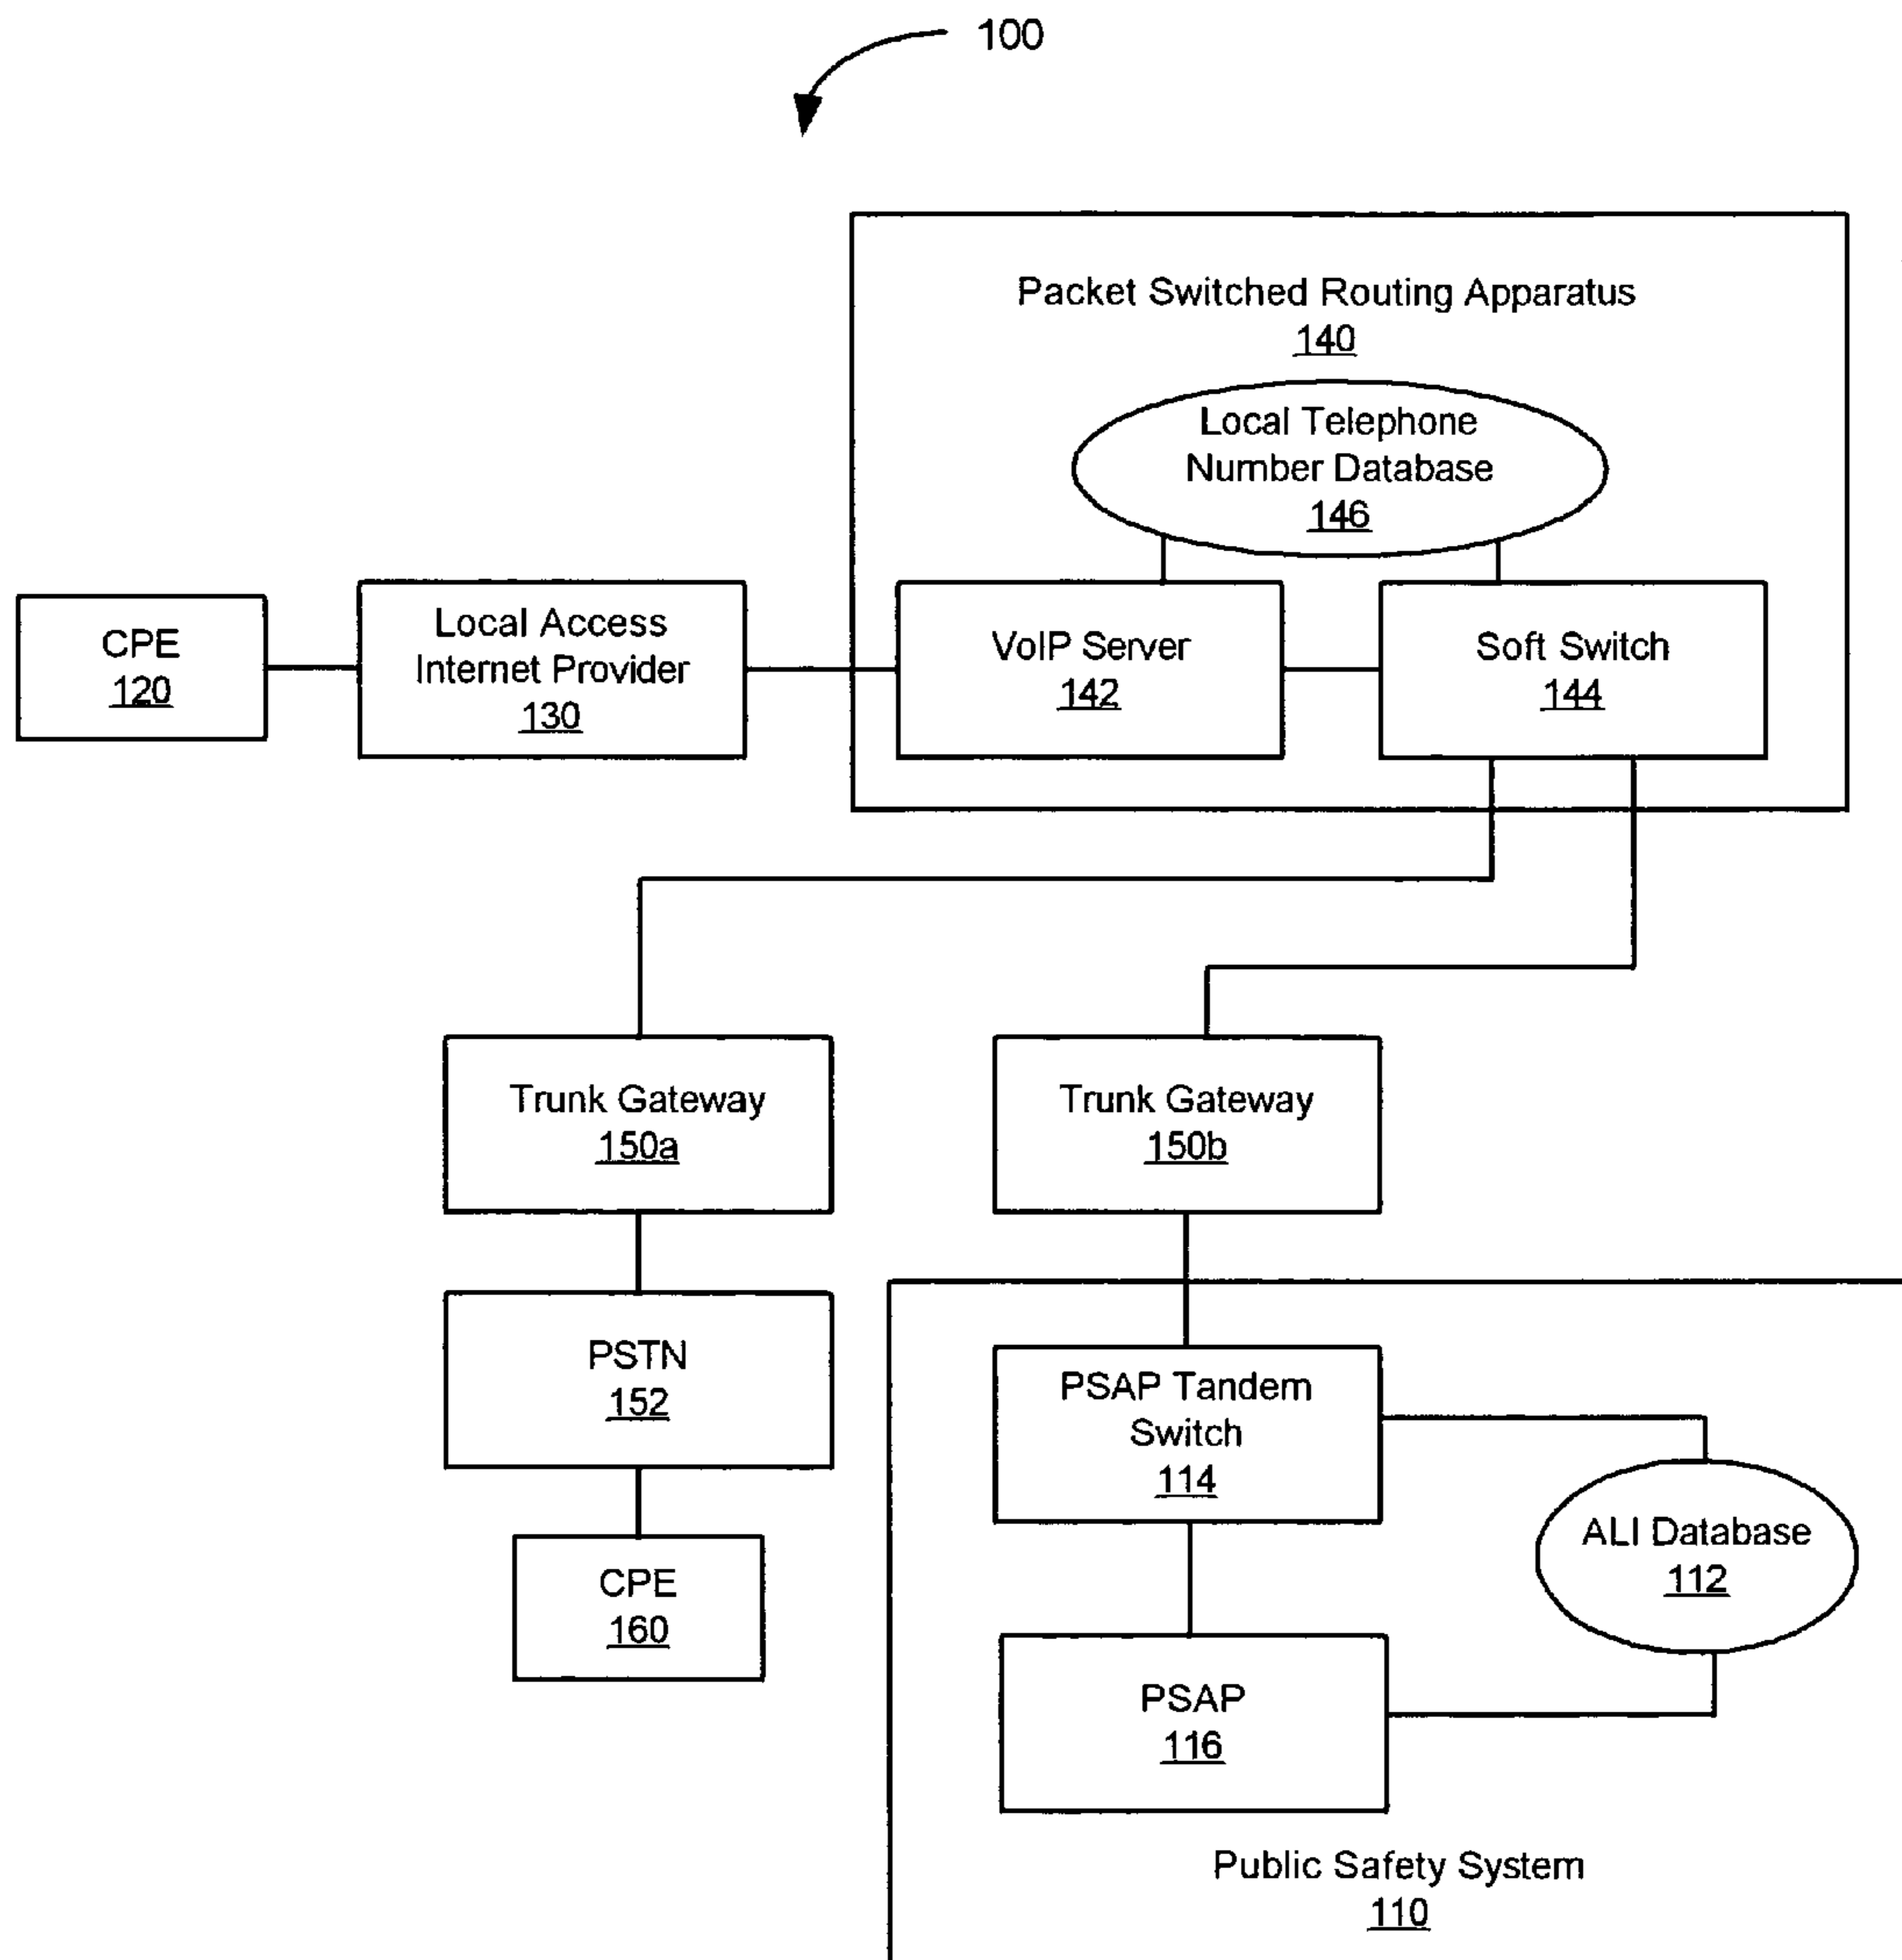 100
Packet Switched Routing Apparatus
140
Local Telephone
Number Database
146
CPE
120
Local Access
Internet Provider
130
VoIP Server
142
Soft Switch
144
Trunk Gateway
150a
Trunk Gateway
150b
PSTN
152
PSAP Tandem
Switch
114
ALI Database
112
CPE
160
PSAP
116
Public Safety System
110